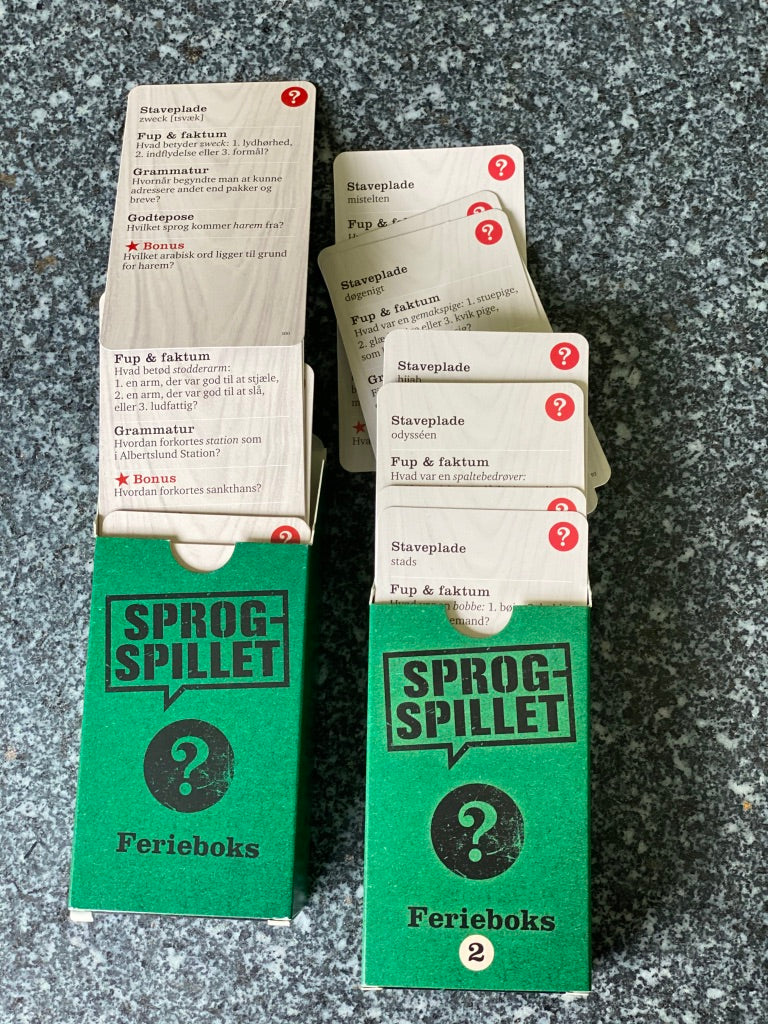 ?
Staveplade
zweck [tsvæk]
Fup & faktum
Hvad betyder zweck: 1. lydhørhed,
2. indflydelse eller 3. formål?
Grammatur
Hvornår begyndte man at kunne
adressere andet end pakker og
breve?
Godtepose
Hvilket sprog kommer harem fra?
★ Bonus
Hvilket arabisk ord ligger til grund
for harem?
Fup & faktum
Hvad betød stodderarm:
1. en arm, der var god til at stjæle,
2. en arm, der var god til at slå,
eller 3. ludfattig?
Grammatur
Hvordan forkortes station som
i Albertslund Station?
★ Bonus
Hvordan forkortes sankthans?
?
SPROG-
SPILLET
?
Ferieboks
?
Staveplade
mistelten
Fup &
?
?
Staveplade
døgenigt
Fup & faktum
Hvad var en gemakspige: 1. stuepige,
2. eller 3. kvik pige,
som
?
Staveplade
hijab
?
Staveplade
odysséen
Fup & faktum
Hvad var en spaltebedrøver:
?
?
Staveplade
stads
Fup & faktum
bobbe: 1.
SPROG-
SPILLET
?
Ferieboks
2